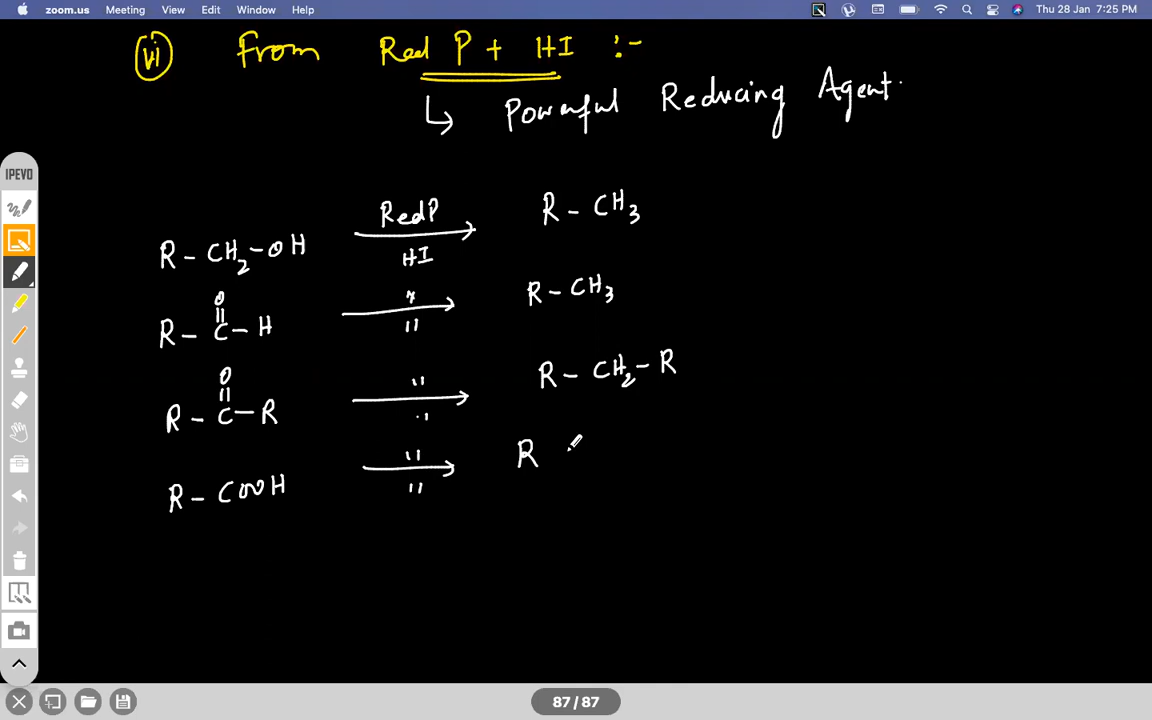 zoom.us Meeting View Edit Window Help Thu 28 Jan 7:25 PM
(vi) From Red P + HI :-
↳ Powerful Reducing Agent.
IPEVO
R - CH2 - OH Red P / HI → R - CH3
R - C(=O) - H " / " → R - CH3
R - C(=O) - R " / " → R - CH2 - R
R - COOH " / " → R
87 / 87